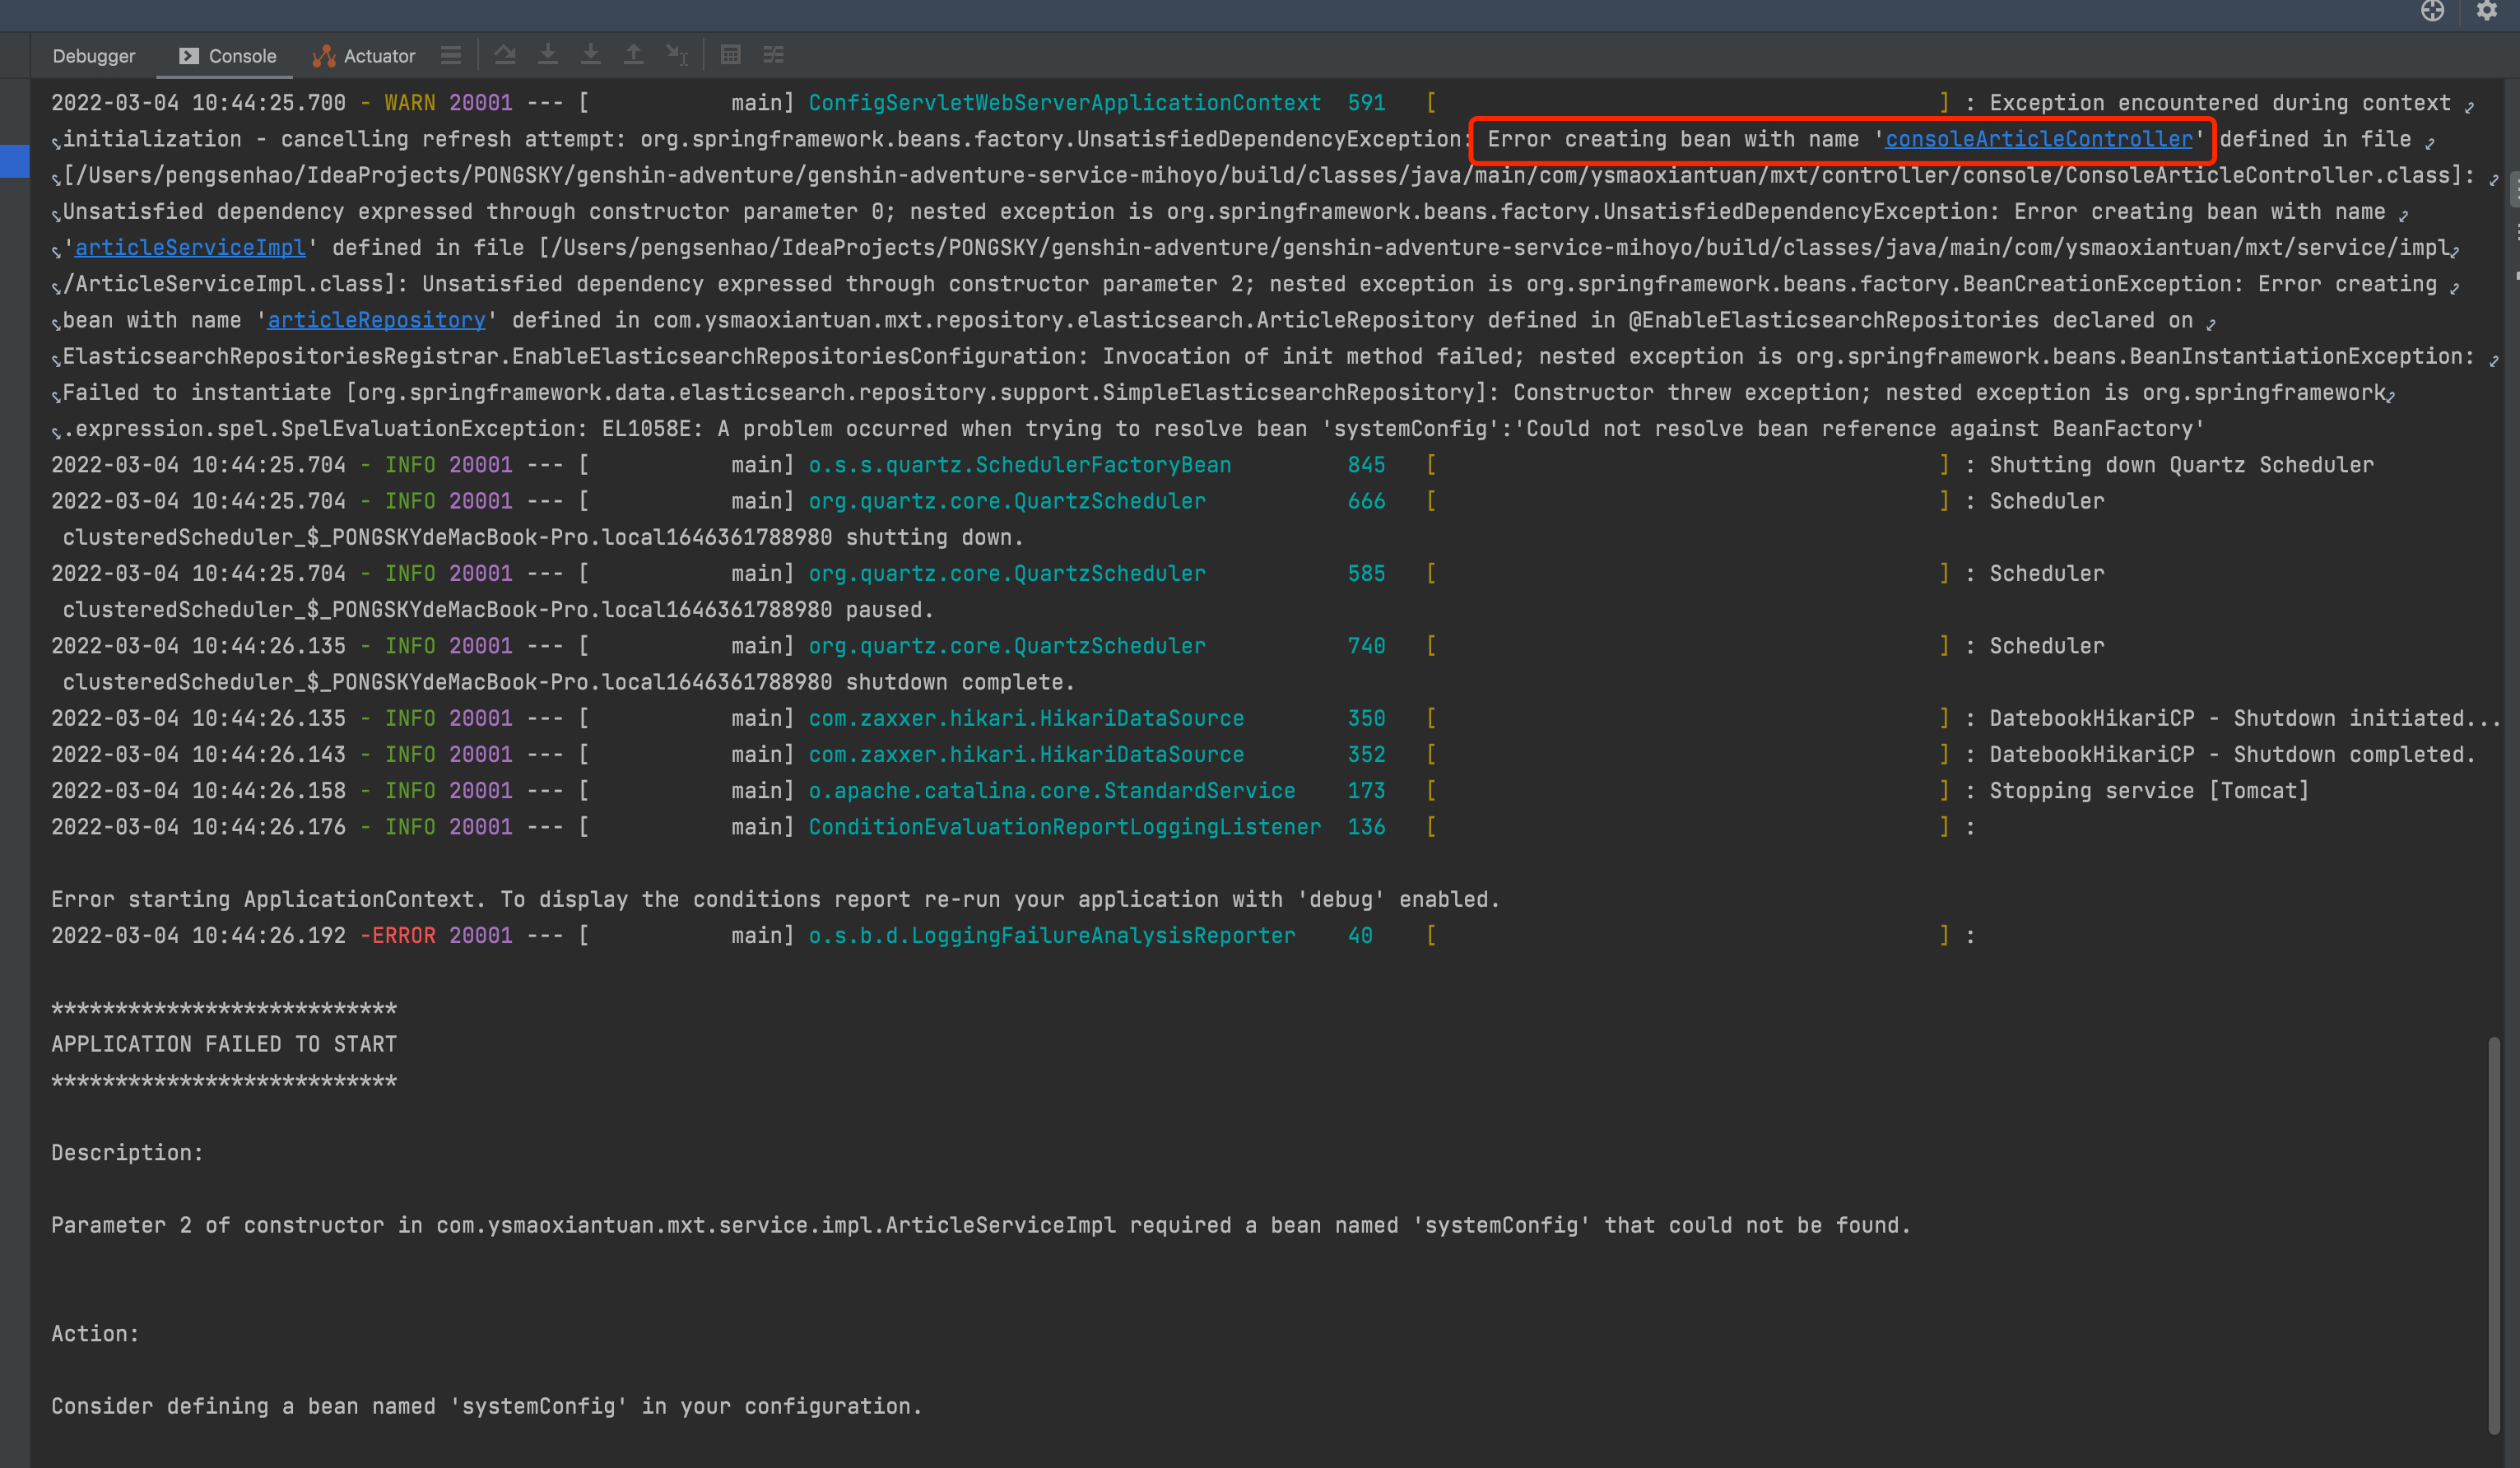 Debugger Console Actuator
2022-03-04 10:44:25.700 - WARN 20001 --- [           main] ConfigServletWebServerApplicationContext  591   [                                        ] : Exception encountered during context
initialization - cancelling refresh attempt: org.springframework.beans.factory.UnsatisfiedDependencyException: Error creating bean with name 'consoleArticleController' defined in file
[/Users/pengsenhao/IdeaProjects/PONGSKY/genshin-adventure/genshin-adventure-service-mihoyo/build/classes/java/main/com/ysmaoxiantuan/mxt/controller/console/ConsoleArticleController.class]:
Unsatisfied dependency expressed through constructor parameter 0; nested exception is org.springframework.beans.factory.UnsatisfiedDependencyException: Error creating bean with name
'articleServiceImpl' defined in file [/Users/pengsenhao/IdeaProjects/PONGSKY/genshin-adventure/genshin-adventure-service-mihoyo/build/classes/java/main/com/ysmaoxiantuan/mxt/service/impl
/ArticleServiceImpl.class]: Unsatisfied dependency expressed through constructor parameter 2; nested exception is org.springframework.beans.factory.BeanCreationException: Error creating
bean with name 'articleRepository' defined in com.ysmaoxiantuan.mxt.repository.elasticsearch.ArticleRepository defined in @EnableElasticsearchRepositories declared on
ElasticsearchRepositoriesRegistrar.EnableElasticsearchRepositoriesConfiguration: Invocation of init method failed; nested exception is org.springframework.beans.BeanInstantiationException:
Failed to instantiate [org.springframework.data.elasticsearch.repository.support.SimpleElasticsearchRepository]: Constructor threw exception; nested exception is org.springframework
.expression.spel.SpelEvaluationException: EL1058E: A problem occurred when trying to resolve bean 'systemConfig':'Could not resolve bean reference against BeanFactory'
2022-03-04 10:44:25.704 - INFO 20001 --- [           main] o.s.s.quartz.SchedulerFactoryBean         845   [                                        ] : Shutting down Quartz Scheduler
2022-03-04 10:44:25.704 - INFO 20001 --- [           main] org.quartz.core.QuartzScheduler           666   [                                        ] : Scheduler
clusteredScheduler_$_PONGSKYdeMacBook-Pro.local1646361788980 shutting down.
2022-03-04 10:44:25.704 - INFO 20001 --- [           main] org.quartz.core.QuartzScheduler           585   [                                        ] : Scheduler
clusteredScheduler_$_PONGSKYdeMacBook-Pro.local1646361788980 paused.
2022-03-04 10:44:26.135 - INFO 20001 --- [           main] org.quartz.core.QuartzScheduler           740   [                                        ] : Scheduler
clusteredScheduler_$_PONGSKYdeMacBook-Pro.local1646361788980 shutdown complete.
2022-03-04 10:44:26.135 - INFO 20001 --- [           main] com.zaxxer.hikari.HikariDataSource        350   [                                        ] : DatebookHikariCP - Shutdown initiated...
2022-03-04 10:44:26.143 - INFO 20001 --- [           main] com.zaxxer.hikari.HikariDataSource        352   [                                        ] : DatebookHikariCP - Shutdown completed.
2022-03-04 10:44:26.158 - INFO 20001 --- [           main] o.apache.catalina.core.StandardService    173   [                                        ] : Stopping service [Tomcat]
2022-03-04 10:44:26.176 - INFO 20001 --- [           main] ConditionEvaluationReportLoggingListener  136   [                                        ] :
Error starting ApplicationContext. To display the conditions report re-run your application with 'debug' enabled.
2022-03-04 10:44:26.192 -ERROR 20001 --- [           main] o.s.b.d.LoggingFailureAnalysisReporter    40    [                                        ] :
***************************
APPLICATION FAILED TO START
***************************
Description:
Parameter 2 of constructor in com.ysmaoxiantuan.mxt.service.impl.ArticleServiceImpl required a bean named 'systemConfig' that could not be found.
Action:
Consider defining a bean named 'systemConfig' in your configuration.